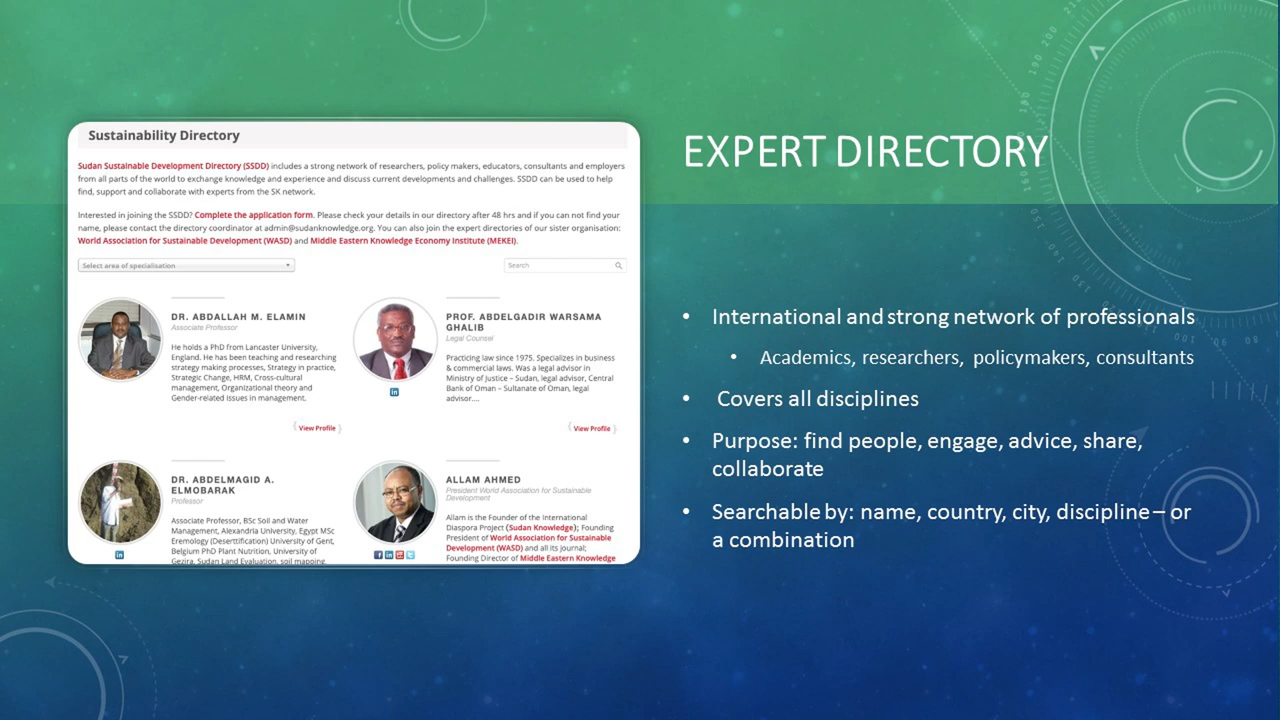 Sustainability Directory
Sudan Sustainable Development Directory (SSDD) includes a strong network of researchers, policy makers, educators, consultants and employers
from all parts of the world to exchange knowledge and experience and discuss current developments and challenges. SSDD can be used to help
find, support and collaborate with experts from the SK network.
Interested in joining the SSDD? Complete the application form. Please check your details in our directory after 48 hrs and if you can not find your
name, please contact the directory coordinator at admin@sudanknowledge.org. You can also join the expert directories of our sister organisation:
World Association for Sustainable Development (WASD) and Middle Eastern Knowledge Economy Institute (MEKEI).
Select area of specialisation
Search
DR. ABDALLAH M. ELAMIN
Associate Professor
He holds a PhD from Lancaster University,
England. He has been teaching and researching
strategy making processes, Strategy in practice,
Strategic Change, HRM, Cross-cultural
management, Organizational theory and
Gender-related issues in management.
View Profile
PROF. ABDELGADIR WARSAMA
GHALIB
Legal Counsel
Practicing law since 1975. Specializes in business
& commercial laws. Was a legal advisor in
Ministry of Justice – Sudan, legal advisor, Central
Bank of Oman – Sultanate of Oman, legal
advisor....
in
View Profile
DR. ABDELMAGID A.
ELMOBARAK
Professor
Associate Professor, BSc Soil and Water
Management, Alexandria University, Egypt MSc
Eremology (Desertification) University of Gent,
Belgium PhD Plant Nutrition, University of
Gezira, Sudan Land Evaluation, soil mapping,
in
ALLAM AHMED
President World Association for Sustainable
Development
Allam is the Founder of the International
Diaspora Project (Sudan Knowledge); Founding
President of World Association for Sustainable
Development (WASD) and all its journal;
Founding Director of Middle Eastern Knowledge
f in
EXPERT DIRECTORY
• International and strong network of professionals
• Academics, researchers, policymakers, consultants
• Covers all disciplines
• Purpose: find people, engage, advice, share,
collaborate
• Searchable by: name, country, city, discipline – or
a combination